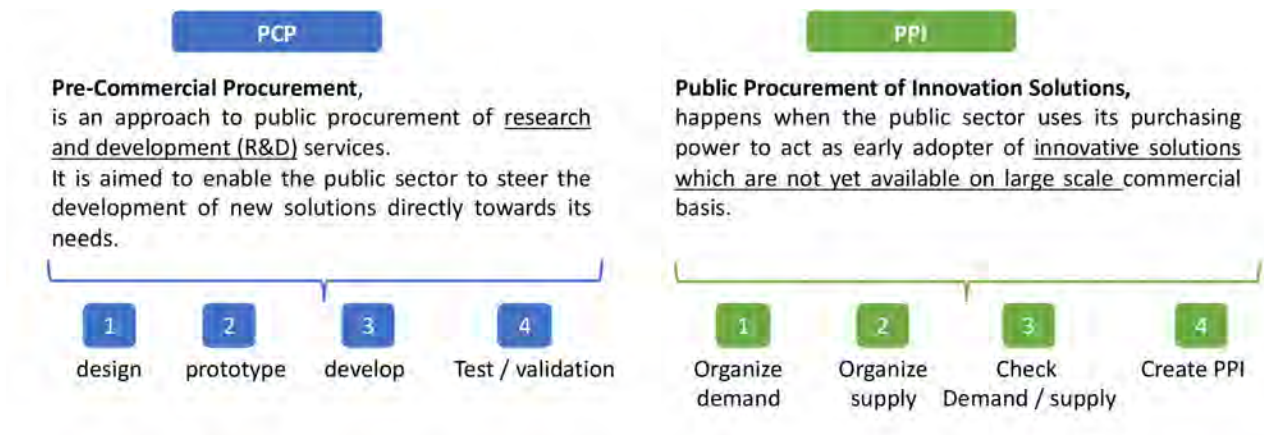 PCP
Pre-Commercial Procurement,
is an approach to public procurement of research
and development (R&D) services.
It is aimed to enable the public sector to steer the
development of new solutions directly towards its
needs.
1
2
3
4
design
prototype
develop
Test / validation
PPI
Public Procurement of Innovation Solutions,
happens when the public sector uses its purchasing
power to act as early adopter of innovative solutions
which are not yet available on large scale commercial
basis.
1
2
3
4
Organize
demand
Organize
supply
Check
Demand / supply
Create PPI